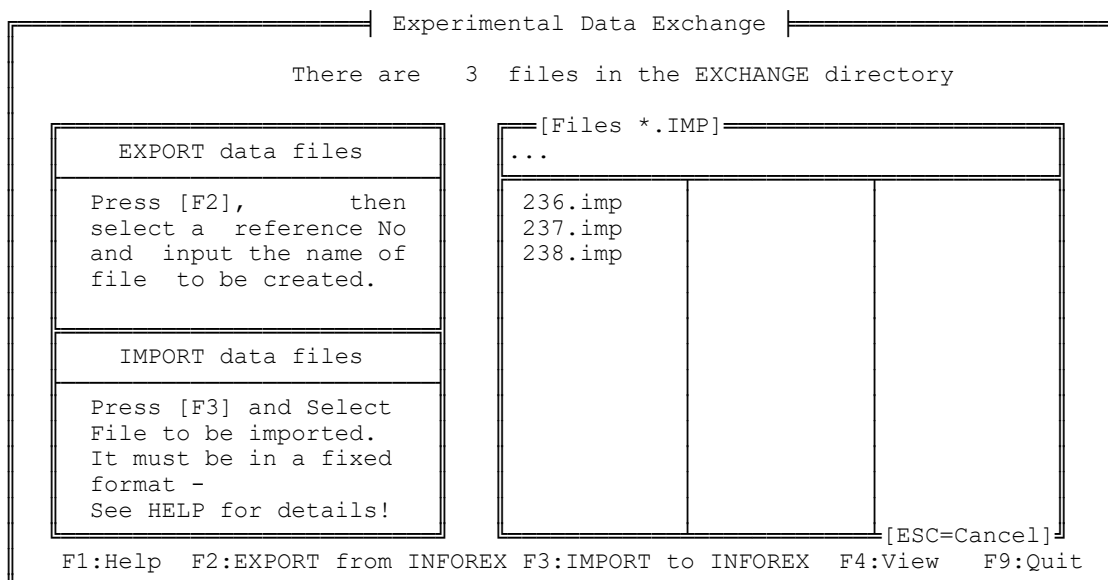 Experimental Data Exchange
There are 3 files in the EXCHANGE directory
EXPORT data files
Press [F2], then
select a reference No
and input the name of
file to be created.
IMPORT data files
Press [F3] and Select
File to be imported.
It must be in a fixed
format -
See HELP for details!
[Files *.IMP]
...
236.imp
237.imp
238.imp
[ESC=Cancel]
F1:Help F2:EXPORT from INFOREX F3:IMPORT to INFOREX F4:View F9:Quit